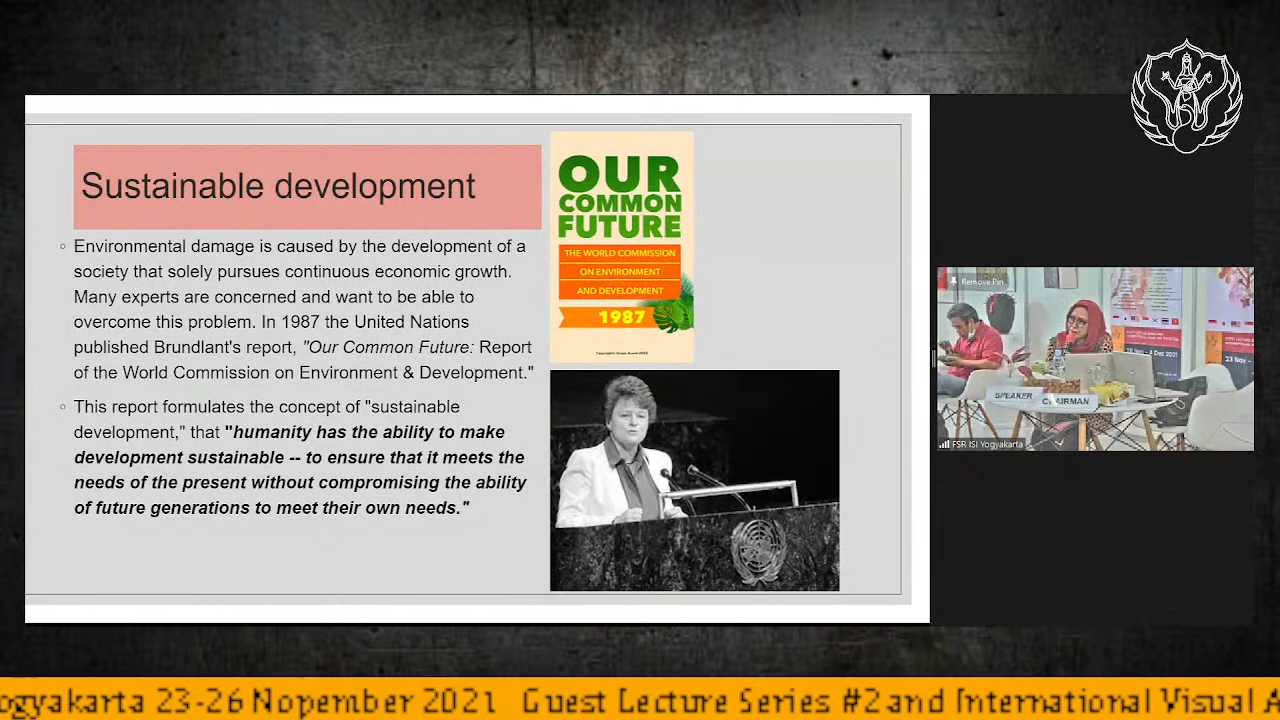 Sustainable development
◦ Environmental damage is caused by the development of a
society that solely pursues continuous economic growth.
Many experts are concerned and want to be able to
overcome this problem. In 1987 the United Nations
published Brundlant's report, "Our Common Future: Report
of the World Commission on Environment & Development."
◦ This report formulates the concept of "sustainable
development," that "humanity has the ability to make
development sustainable -- to ensure that it meets the
needs of the present without compromising the ability
of future generations to meet their own needs."
OUR
COMMON
FUTURE
THE WORLD COMMISSION
ON ENVIRONMENT
AND DEVELOPMENT
1987
Remove Pin
SPEAKER
CHAIRMAN
FSR ISI Yogyakarta
ogyakarta 23-26 Nopember 2021 Guest Lecture Series #2 and International Visual A